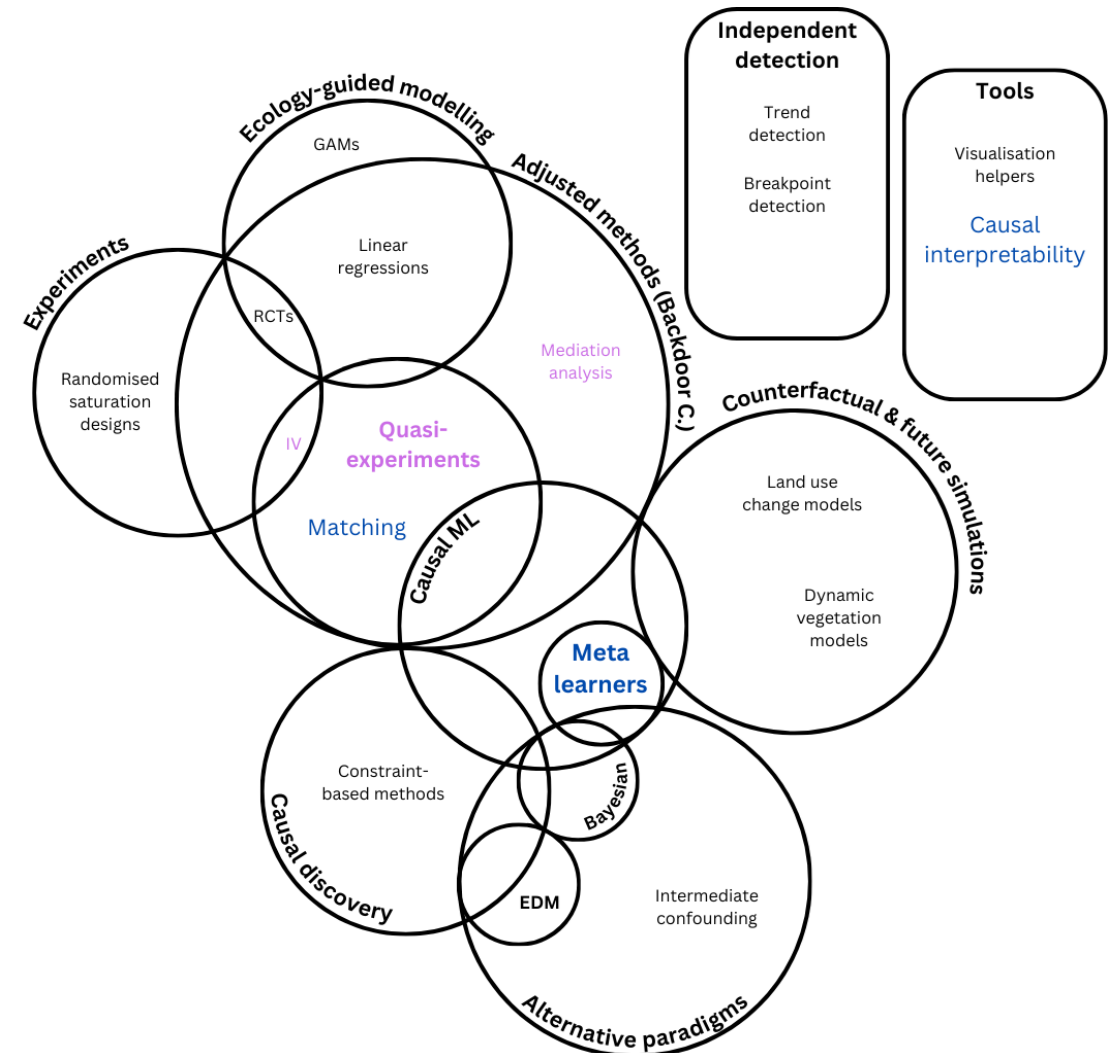 Independent
detection
Trend
detection
Breakpoint
detection
Tools
Visualisation
helpers
Causal
interpretability
Ecology-guided modelling
GAMs
Adjusted methods (Backdoor C.)
Linear
regressions
Experiments
RCTs
Randomised
saturation
designs
Mediation
analysis
IV
Quasi-
experiments
Matching
Causal ML
Counterfactual & future simulations
Land use
change models
Dynamic
vegetation
models
Meta
learners
Constraint-
based methods
Causal discovery
Bayesian
EDM
Intermediate
confounding
Alternative paradigms